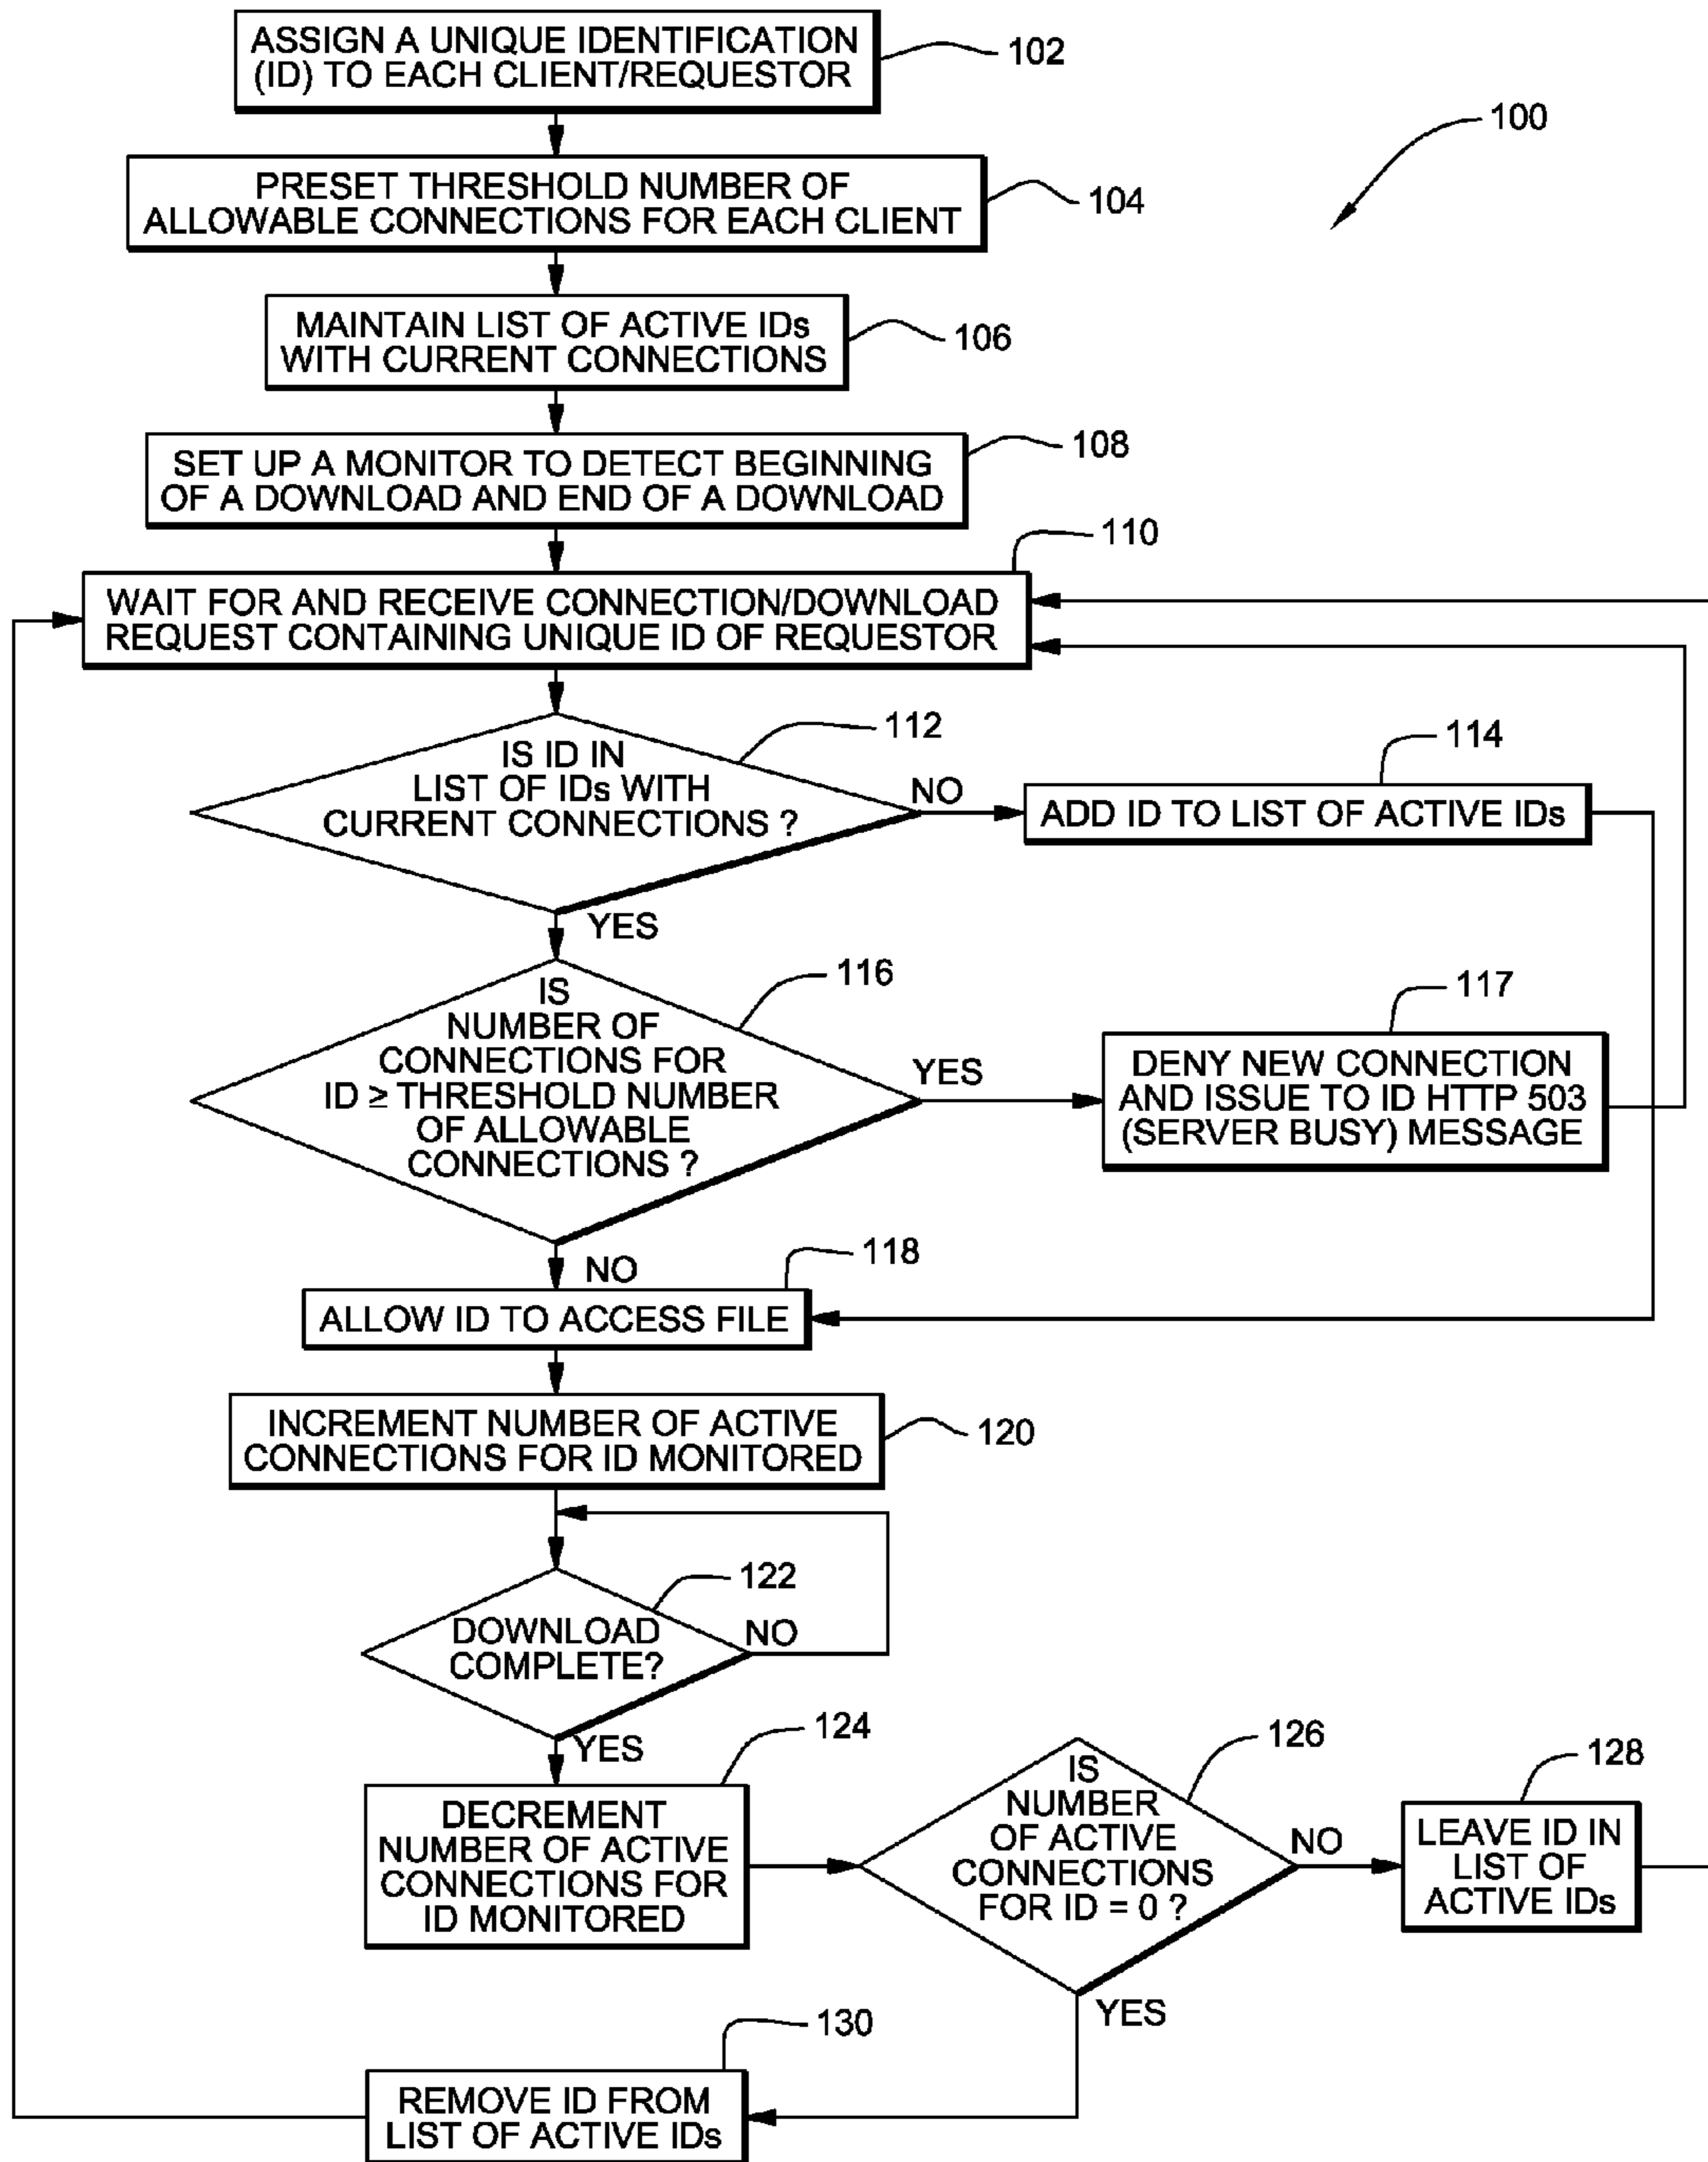 ASSIGN A UNIQUE IDENTIFICATION
(ID) TO EACH CLIENT/REQUESTOR
102
100
PRESET THRESHOLD NUMBER OF
ALLOWABLE CONNECTIONS FOR EACH CLIENT
104
MAINTAIN LIST OF ACTIVE IDs
WITH CURRENT CONNECTIONS
106
SET UP A MONITOR TO DETECT BEGINNING
OF A DOWNLOAD AND END OF A DOWNLOAD
108
110
WAIT FOR AND RECEIVE CONNECTION/DOWNLOAD
REQUEST CONTAINING UNIQUE ID OF REQUESTOR
112
IS ID IN
LIST OF IDs WITH
CURRENT CONNECTIONS ?
NO
114
ADD ID TO LIST OF ACTIVE IDs
YES
116
IS
NUMBER OF
CONNECTIONS FOR
ID ≥ THRESHOLD NUMBER
OF ALLOWABLE
CONNECTIONS ?
YES
117
DENY NEW CONNECTION
AND ISSUE TO ID HTTP 503
(SERVER BUSY) MESSAGE
NO
118
ALLOW ID TO ACCESS FILE
INCREMENT NUMBER OF ACTIVE
CONNECTIONS FOR ID MONITORED
120
122
DOWNLOAD
COMPLETE?
NO
YES
124
DECREMENT
NUMBER OF ACTIVE
CONNECTIONS FOR
ID MONITORED
126
IS
NUMBER
OF ACTIVE
CONNECTIONS
FOR ID = 0 ?
NO
128
LEAVE ID IN
LIST OF
ACTIVE IDs
YES
130
REMOVE ID FROM
LIST OF ACTIVE IDs